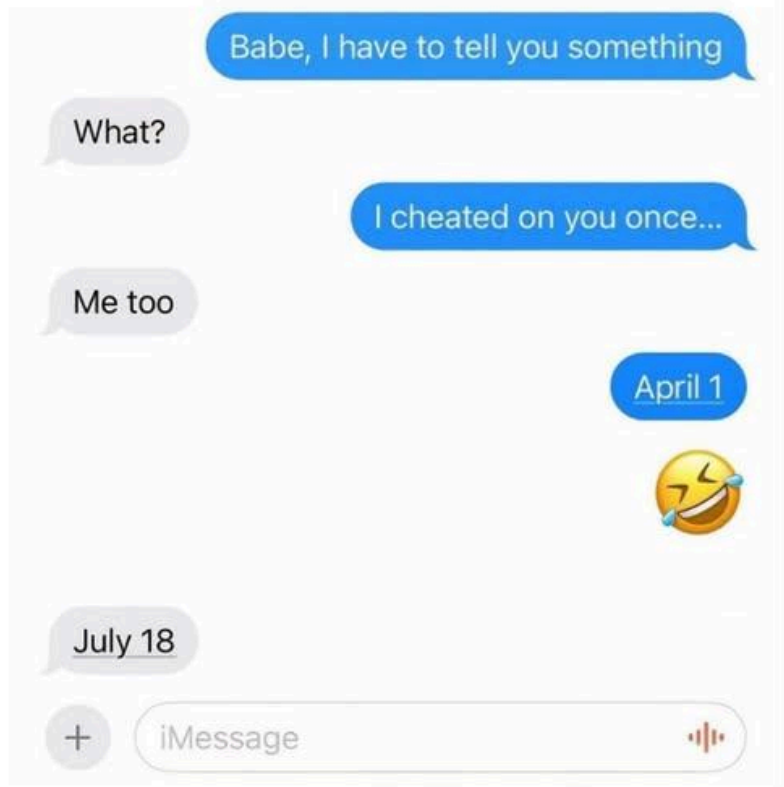 Babe, I have to tell you something
What?
I cheated on you once...
Me too
April 1
🤣
July 18
iMessage